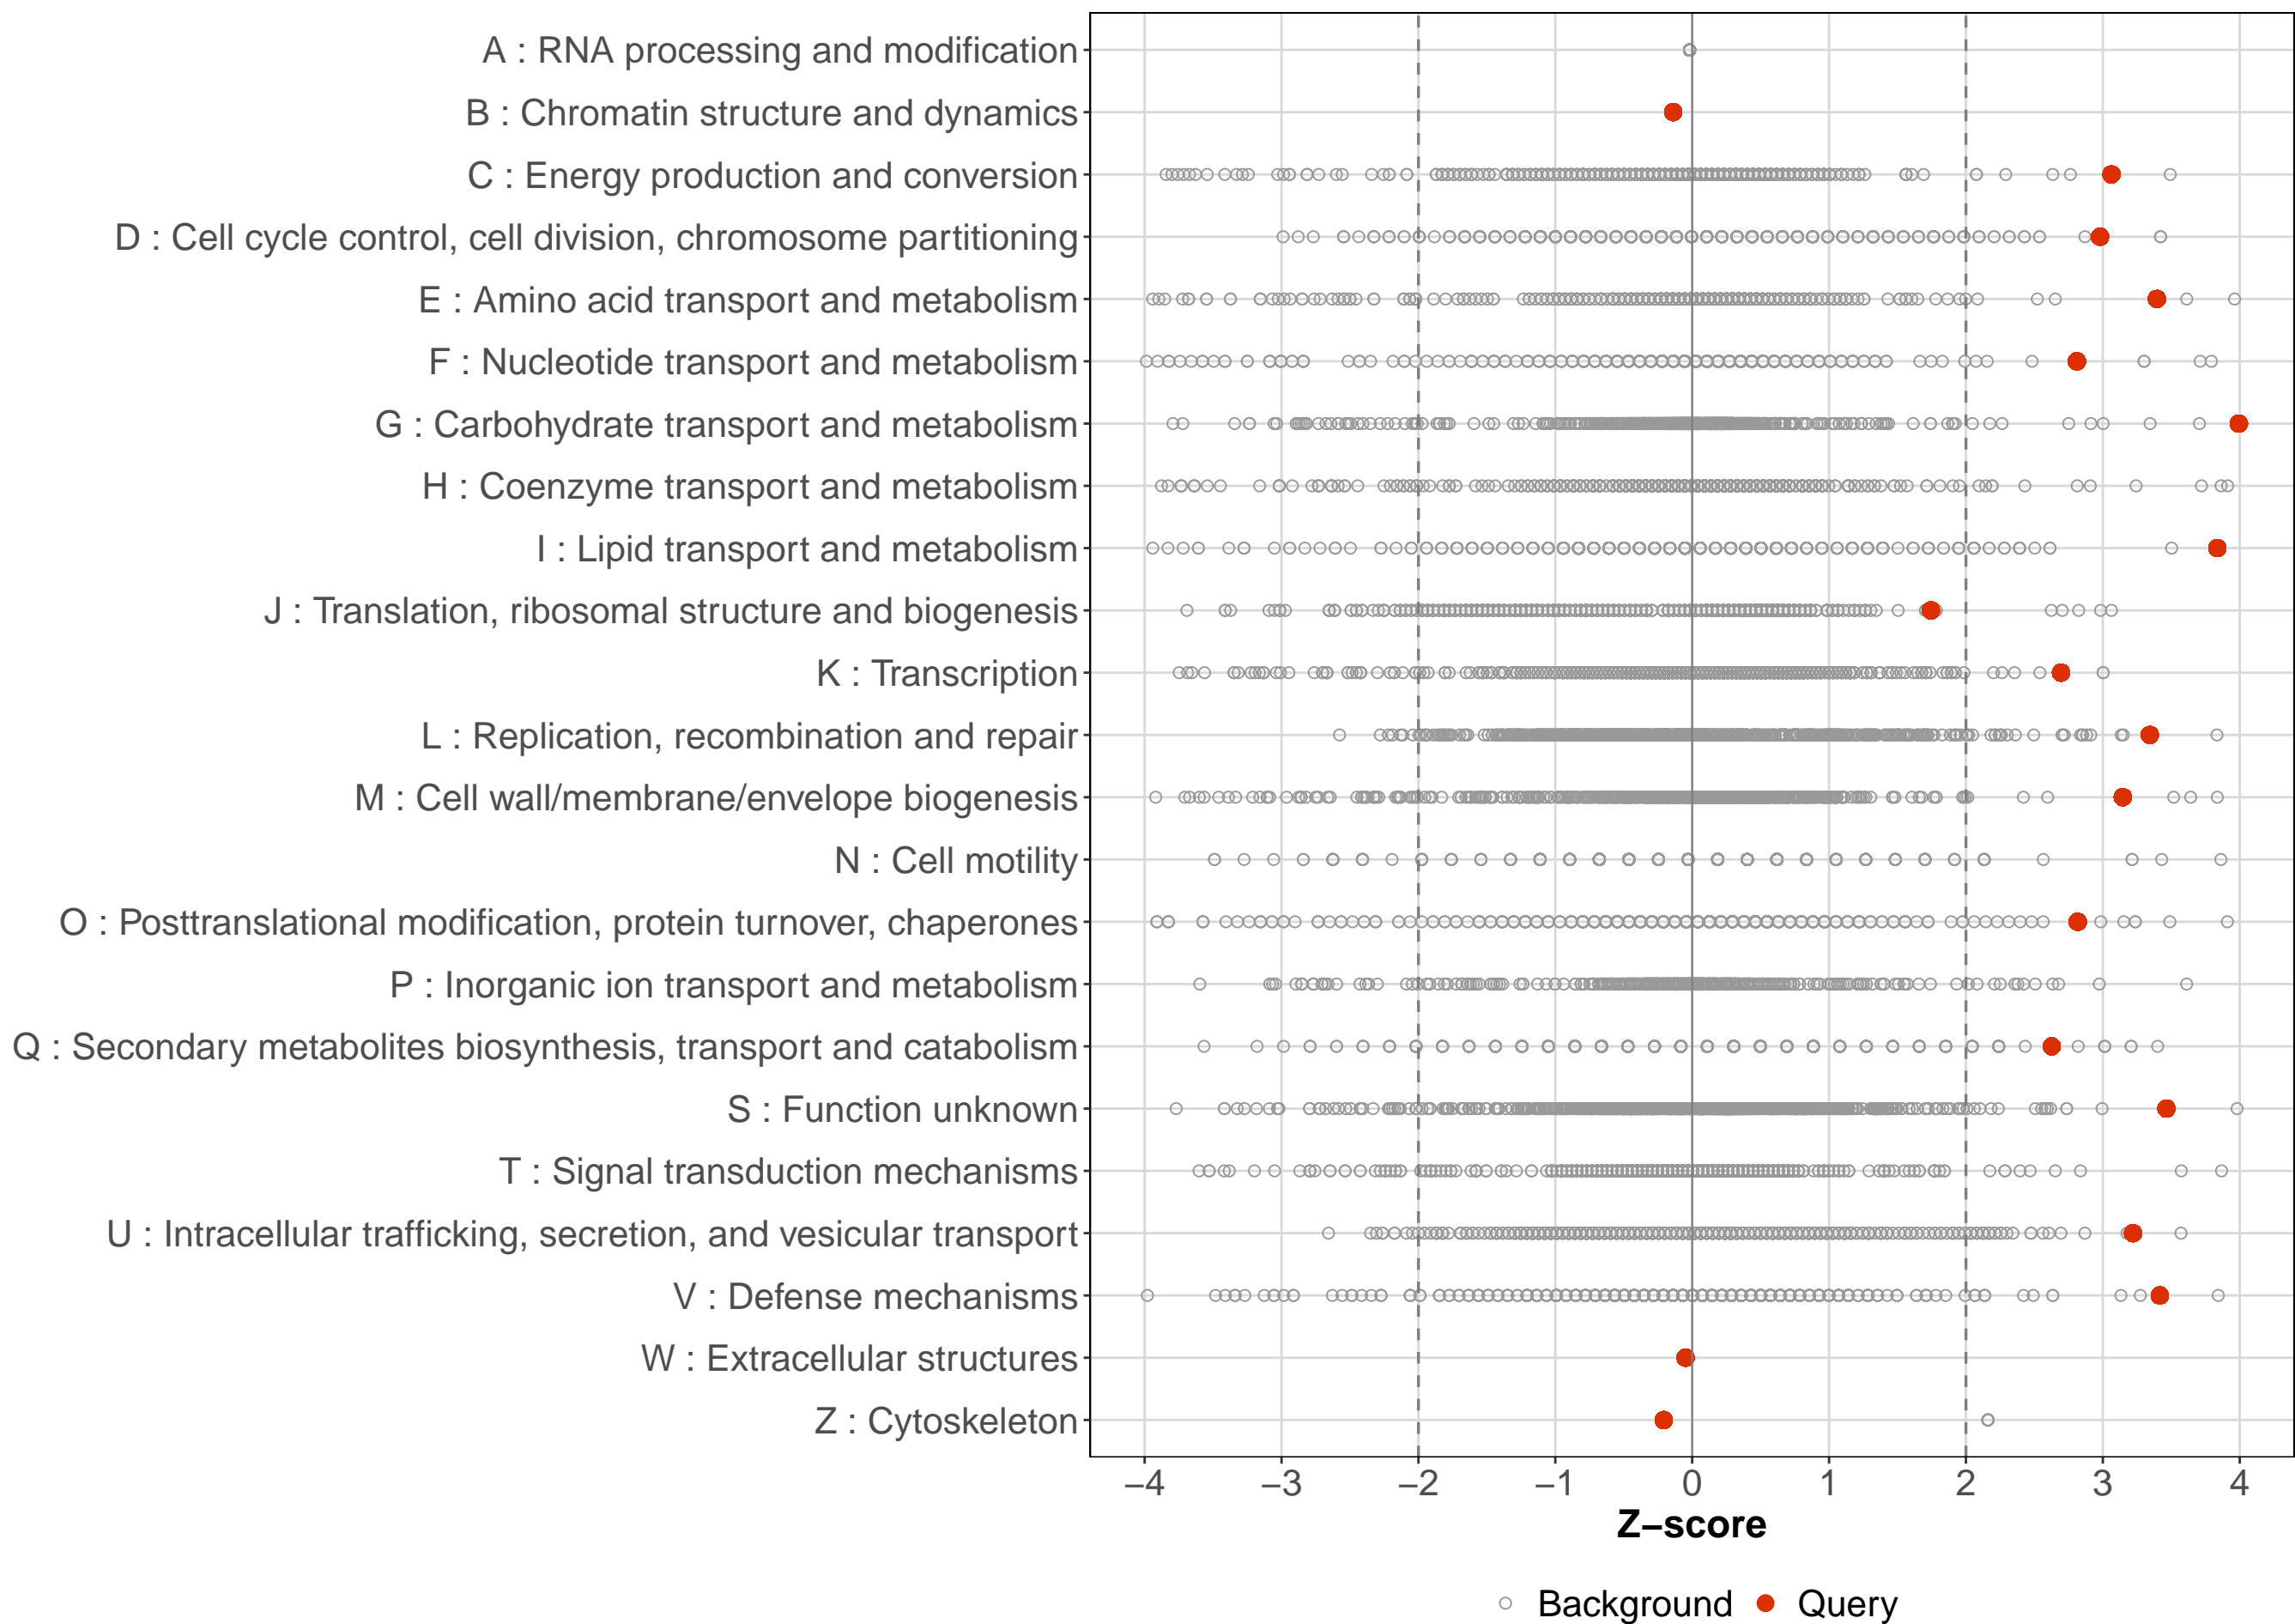 A : RNA processing and modification
B : Chromatin structure and dynamics
C : Energy production and conversion
D : Cell cycle control, cell division, chromosome partitioning
E : Amino acid transport and metabolism
F : Nucleotide transport and metabolism
G : Carbohydrate transport and metabolism
H : Coenzyme transport and metabolism
I : Lipid transport and metabolism
J : Translation, ribosomal structure and biogenesis
K : Transcription
L : Replication, recombination and repair
M : Cell wall/membrane/envelope biogenesis
N : Cell motility
O : Posttranslational modification, protein turnover, chaperones
P : Inorganic ion transport and metabolism
Q : Secondary metabolites biosynthesis, transport and catabolism
S : Function unknown
T : Signal transduction mechanisms
U : Intracellular trafficking, secretion, and vesicular transport
V : Defense mechanisms
W : Extracellular structures
Z : Cytoskeleton
−4 −3 −2 −1 0 1 2 3 4
Z−score
Background Query